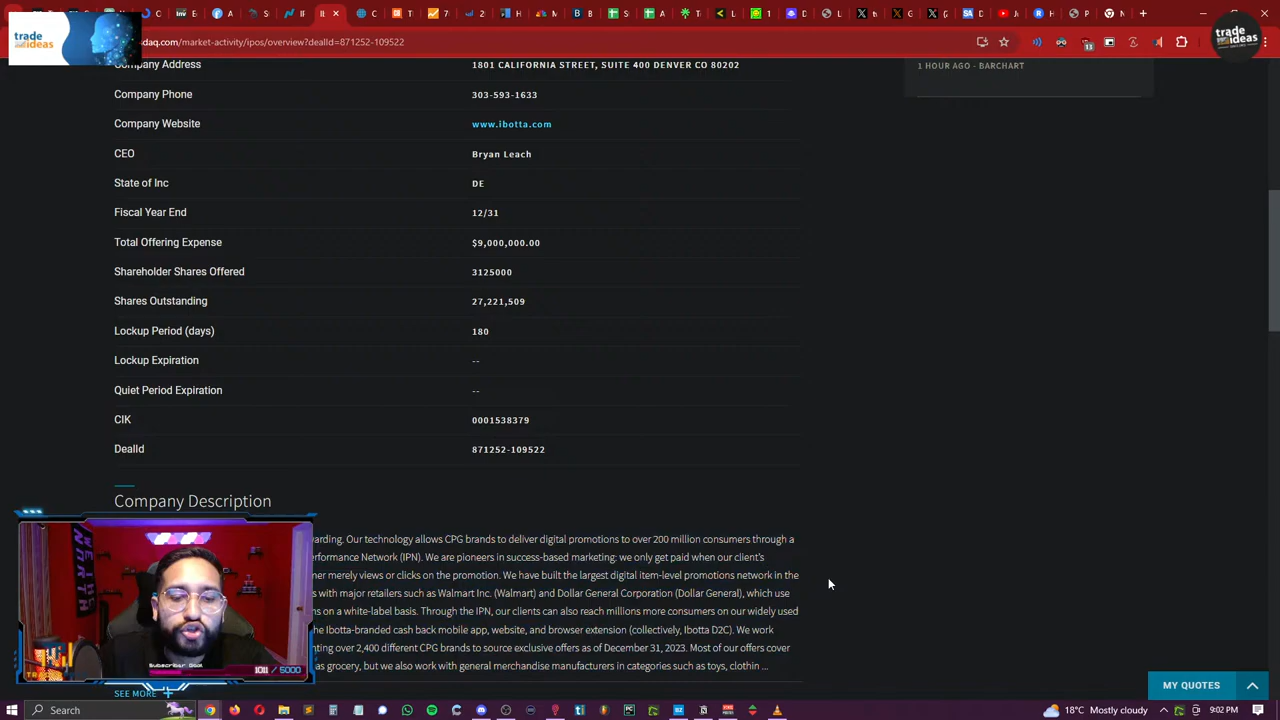 trade
ideas
sdaq.com/market-activity/ipos/overview?dealId=871252-109522
trade
ideas
Company Address 1801 CALIFORNIA STREET, SUITE 400 DENVER CO 80202
1 HOUR AGO - BARCHART
Company Phone 303-593-1633
Company Website www.ibotta.com
CEO Bryan Leach
State of Inc DE
Fiscal Year End 12/31
Total Offering Expense $9,000,000.00
Shareholder Shares Offered 3125000
Shares Outstanding 27,221,509
Lockup Period (days) 180
Lockup Expiration --
Quiet Period Expiration --
CIK 0001538379
DealId 871252-109522
Company Description
warding. Our technology allows CPG brands to deliver digital promotions to over 200 million consumers through a
erformance Network (IPN). We are pioneers in success-based marketing: we only get paid when our client's
mer merely views or clicks on the promotion. We have built the largest digital item-level promotions network in the
s with major retailers such as Walmart Inc. (Walmart) and Dollar General Corporation (Dollar General), which use
ns on a white-label basis. Through the IPN, our clients can also reach millions more consumers on our widely used
he Ibotta-branded cash back mobile app, website, and browser extension (collectively, Ibotta D2C). We work
nting over 2,400 different CPG brands to source exclusive offers as of December 31, 2023. Most of our offers cover
as grocery, but we also work with general merchandise manufacturers in categories such as toys, clothin ...
Subscriber Goal
1011 / 5000
SEE MORE +
MY QUOTES
Search
18°C Mostly cloudy
9:02 PM